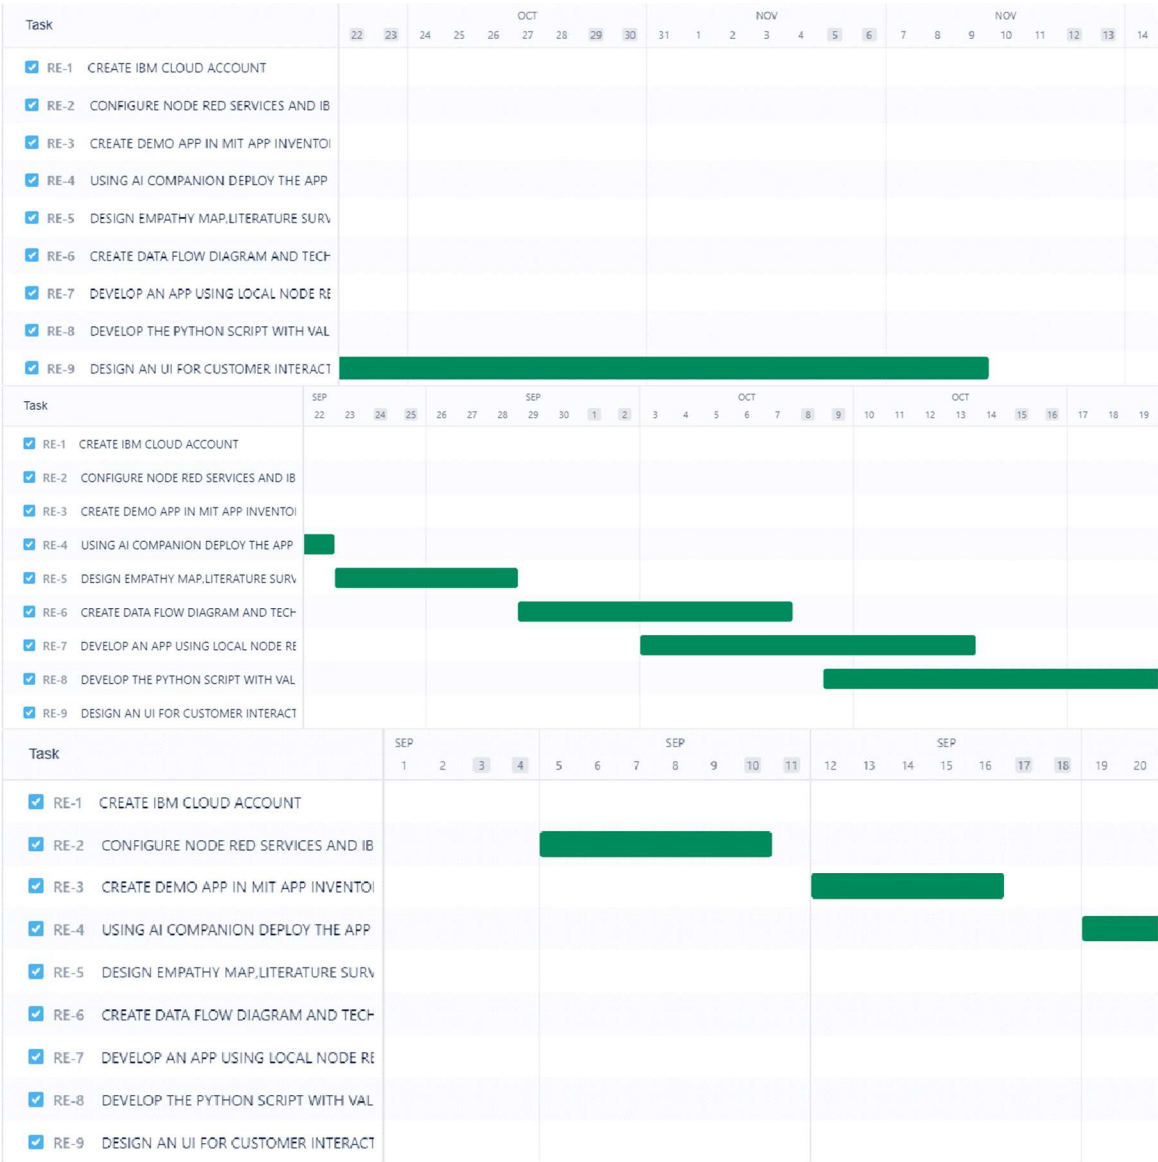 Task OCT NOV NOV
22 23 24 25 26 27 28 29 30 31 1 2 3 4 5 6 7 8 9 10 11 12 13 14
RE-1 CREATE IBM CLOUD ACCOUNT
RE-2 CONFIGURE NODE RED SERVICES AND IB
RE-3 CREATE DEMO APP IN MIT APP INVENTO
RE-4 USING AI COMPANION DEPLOY THE APP
RE-5 DESIGN EMPATHY MAP,LITERATURE SURV
RE-6 CREATE DATA FLOW DIAGRAM AND TECH
RE-7 DEVELOP AN APP USING LOCAL NODE RE
RE-8 DEVELOP THE PYTHON SCRIPT WITH VAL
RE-9 DESIGN AN UI FOR CUSTOMER INTERACT
Task SEP SEP OCT OCT
22 23 24 25 26 27 28 29 30 1 2 3 4 5 6 7 8 9 10 11 12 13 14 15 16 17 18 19
RE-1 CREATE IBM CLOUD ACCOUNT
RE-2 CONFIGURE NODE RED SERVICES AND IB
RE-3 CREATE DEMO APP IN MIT APP INVENTO
RE-4 USING AI COMPANION DEPLOY THE APP
RE-5 DESIGN EMPATHY MAP,LITERATURE SURV
RE-6 CREATE DATA FLOW DIAGRAM AND TECH
RE-7 DEVELOP AN APP USING LOCAL NODE RE
RE-8 DEVELOP THE PYTHON SCRIPT WITH VAL
RE-9 DESIGN AN UI FOR CUSTOMER INTERACT
Task SEP SEP SEP
1 2 3 4 5 6 7 8 9 10 11 12 13 14 15 16 17 18 19 20
RE-1 CREATE IBM CLOUD ACCOUNT
RE-2 CONFIGURE NODE RED SERVICES AND IB
RE-3 CREATE DEMO APP IN MIT APP INVENTO
RE-4 USING AI COMPANION DEPLOY THE APP
RE-5 DESIGN EMPATHY MAP,LITERATURE SURV
RE-6 CREATE DATA FLOW DIAGRAM AND TECH
RE-7 DEVELOP AN APP USING LOCAL NODE RE
RE-8 DEVELOP THE PYTHON SCRIPT WITH VAL
RE-9 DESIGN AN UI FOR CUSTOMER INTERACT